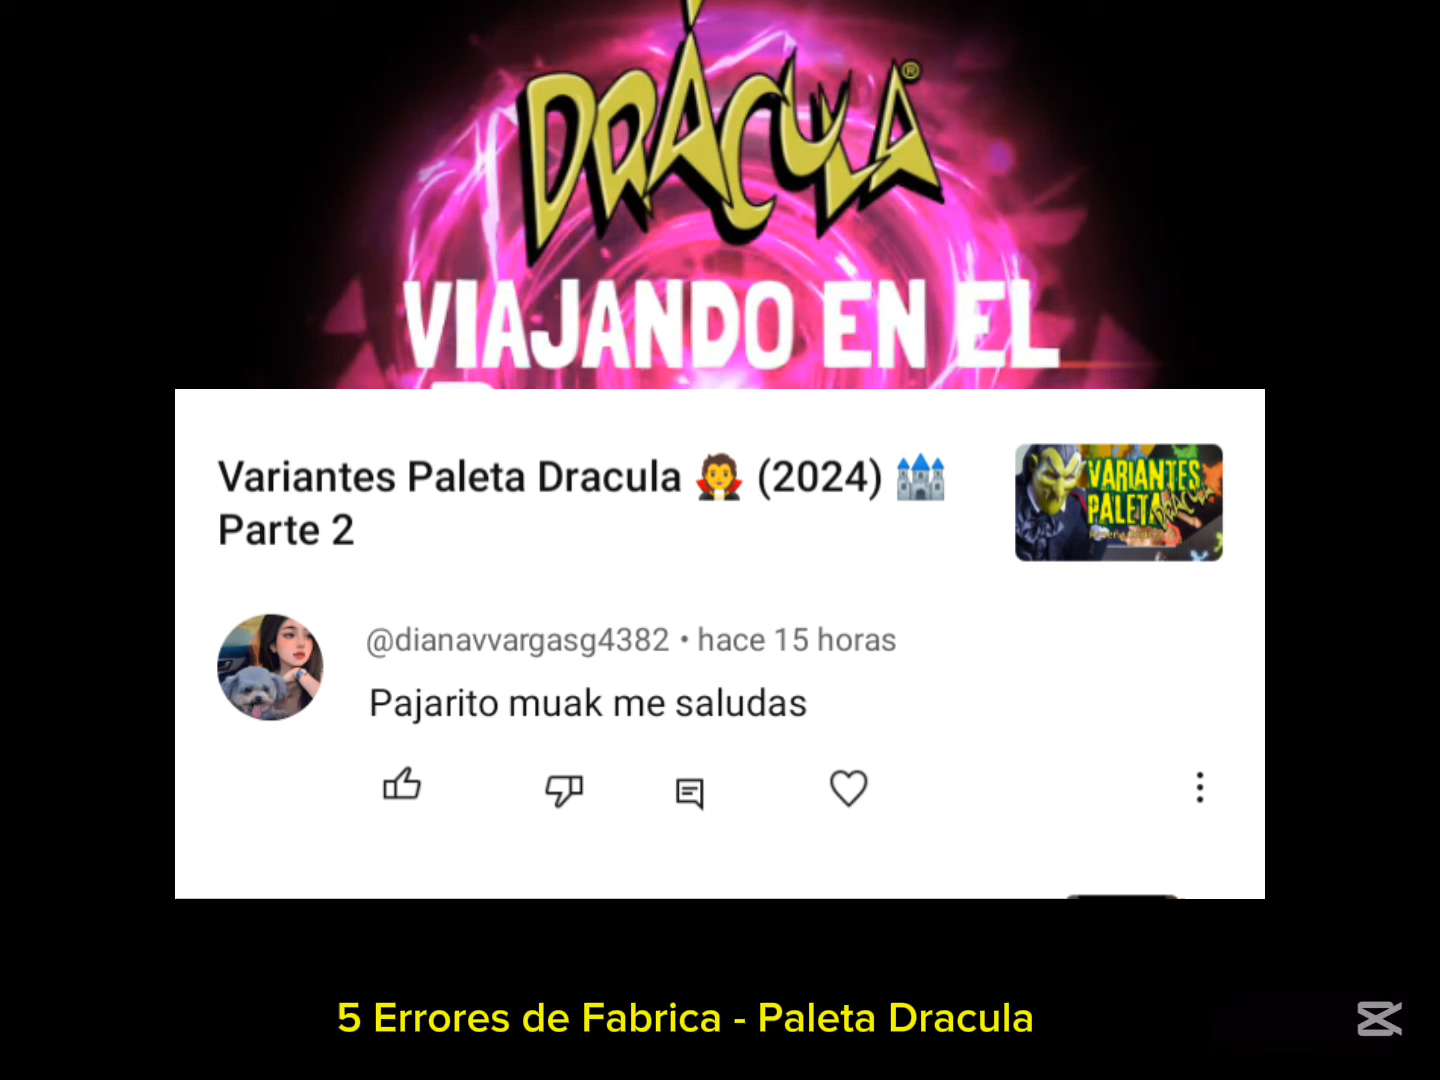 DRÁCULA®
VIAJANDO EN EL
Variantes Paleta Dracula 🧛 (2024) 🏰
Parte 2
VARIANTES
PALETA
DRÁCULA
@dianavvargasg4382 • hace 15 horas
Pajarito muak me saludas
5 Errores de Fabrica - Paleta Dracula